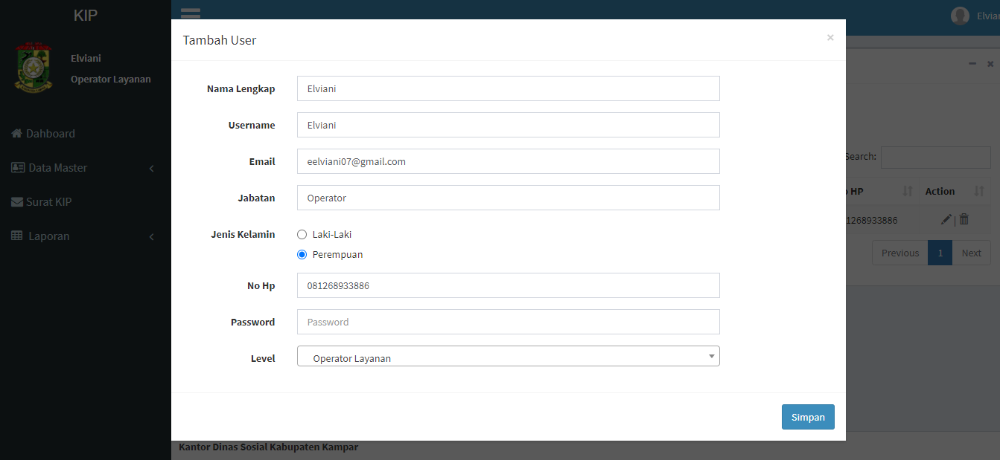 KIP
Elviani
Operator Layanan
Dahboard
Data Master
Surat KIP
Laporan
Tambah User
×
Nama Lengkap Elviani
Username Elviani
Email eelviani07@gmail.com
Jabatan Operator
Jenis Kelamin Laki-Laki
Perempuan
No Hp 081268933886
Password Password
Level Operator Layanan
Simpan
Search:
HP Action
1268933886 |
Previous 1 Next
Kantor Dinas Sosial Kabupaten Kampar